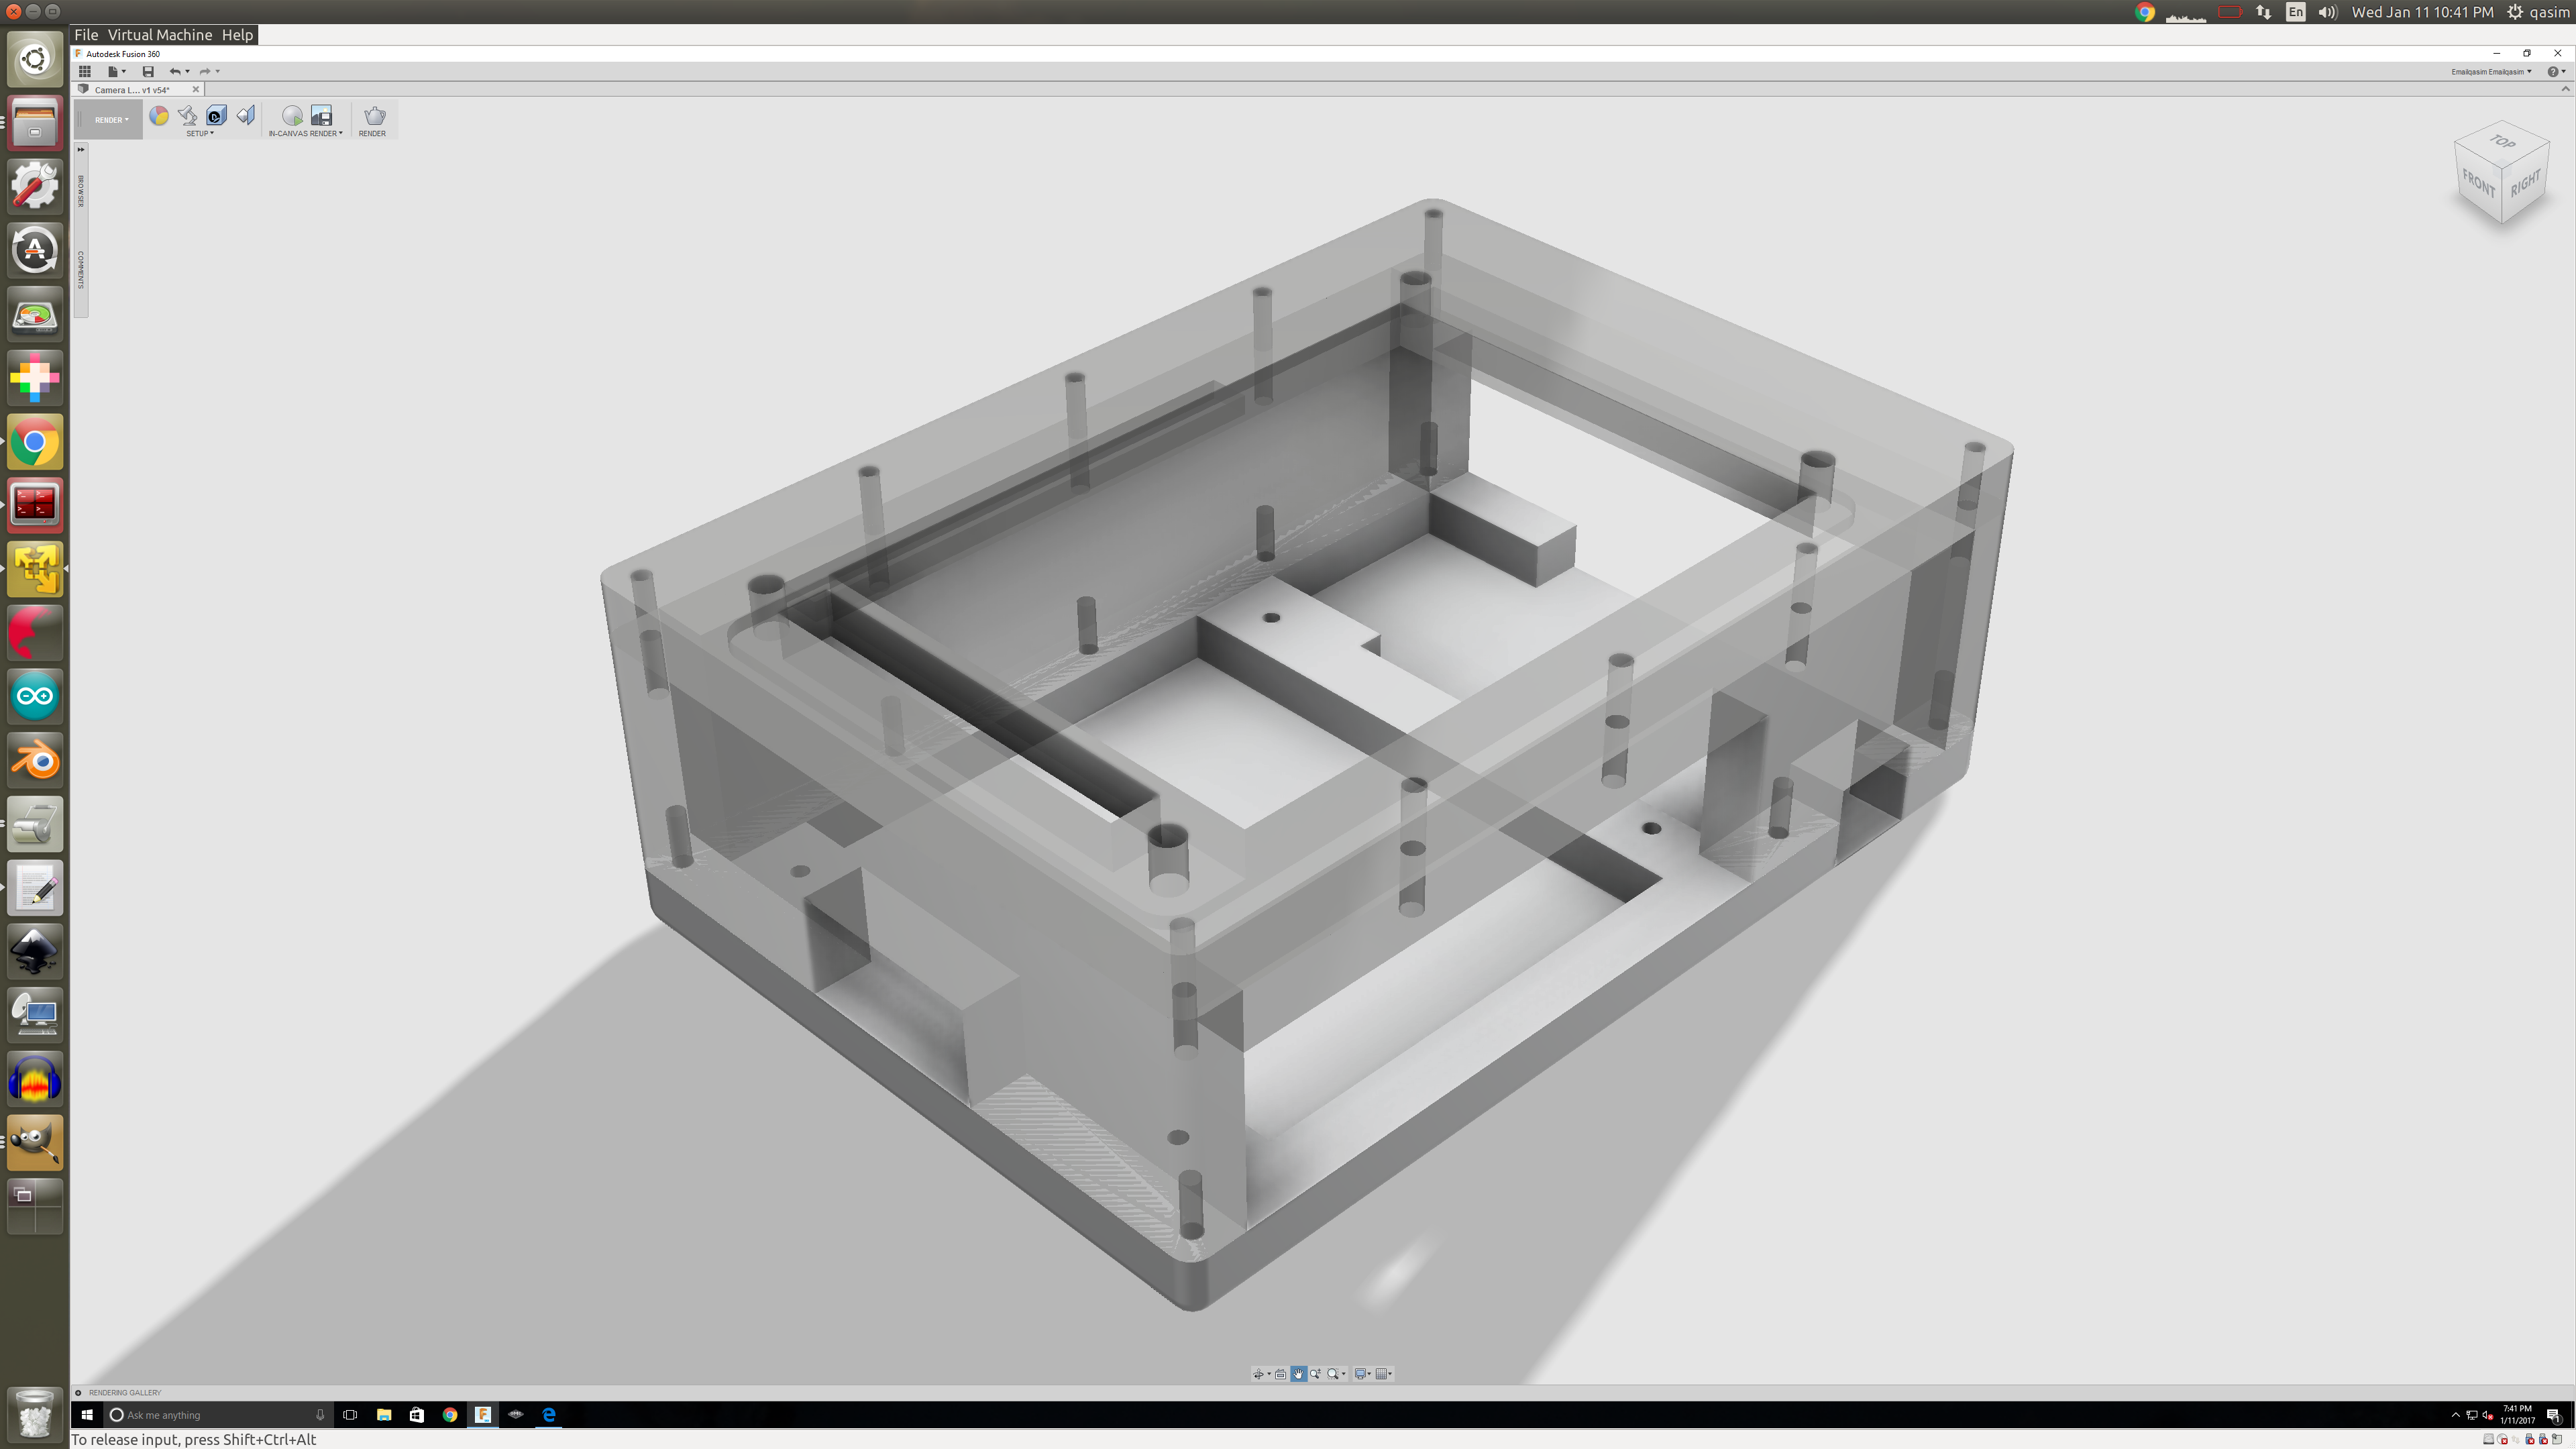 En
Wed Jan 11 10:41 PM
qasim
File Virtual Machine Help
Autodesk Fusion 360
Emailqasim Emailqasim
Camera L... v1 v54*
RENDER
SETUP
IN-CANVAS RENDER
RENDER
BROWSER
COMMENTS
TOP
FRONT
RIGHT
RENDERING GALLERY
Ask me anything
7:41 PM
1/11/2017
To release input, press Shift+Ctrl+Alt